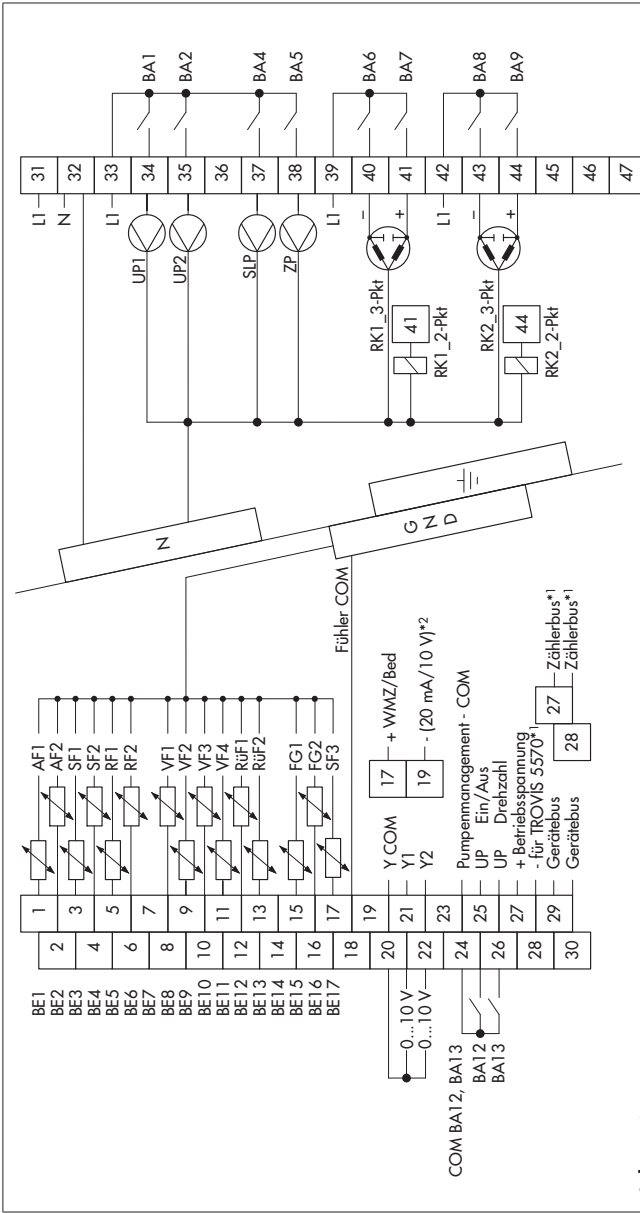 BE1 1 AF1
BE2 2 AF2
BE3 3 SF1
BE4 4 SF2
BE5 5 RF1
BE6 6 RF2
BE7 7
BE8 8 VF1
BE9 9 VF2
BE10 10 VF3
BE11 11 VF4
BE12 12 RüF1
BE13 13 RüF2
BE14 14
BE15 15 FG1
BE16 16 FG2
BE17 17 SF3
18 Fühler COM
19
20 Y COM
0...10 V 21 Y1
0...10 V 22 Y2
23
COM BA12, BA13 24 Pumpenmanagement - COM
BA12 25 UP Ein/Aus
BA13 26 UP Drehzahl
27 + Betriebsspannung
28 - für TROVIS 5570*1
29 Gerätebus
30 Gerätebus
17 + WMZ/Bed
19 - (20 mA/10 V)*2
27 Zählerbus*1
28 Zählerbus*1
N
GND
L1 31
N 32
L1 33
UP1 34 BA1
UP2 35 BA2
36
SLP 37 BA4
ZP 38 BA5
L1 39
RK1_3-Pkt
– 40 BA6
+ 41 BA7
41
RK1_2-Pkt
L1 42
RK2_3-Pkt
– 43 BA8
+ 44 BA9
44
RK2_2-Pkt
45
46
47